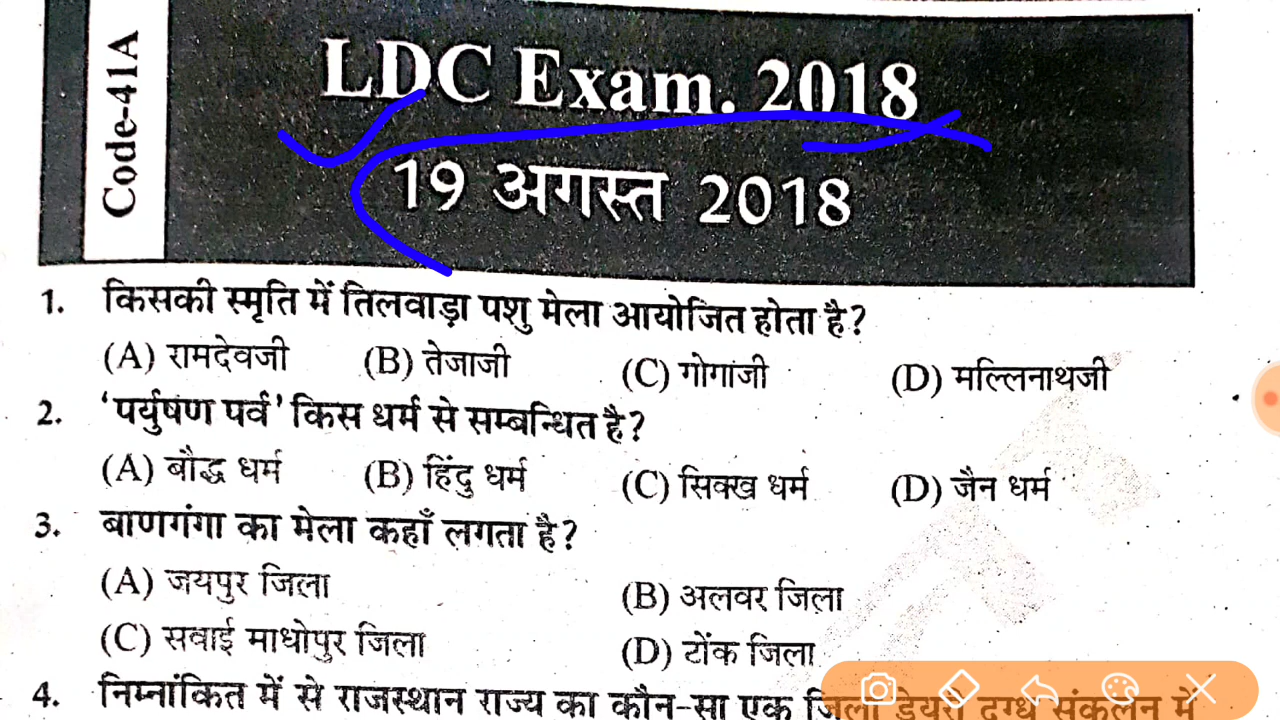 Code-41A
LDC Exam. 2018
19 अगस्त 2018
1. किसकी स्मृति में तिलवाड़ा पशु मेला आयोजित होता है?
(A) रामदेवजी (B) तेजाजी (C) गोगाजी (D) मल्लिनाथजी
2. ‘पर्युषण पर्व’ किस धर्म से सम्बन्धित है?
(A) बौद्ध धर्म (B) हिंदु धर्म (C) सिक्ख धर्म (D) जैन धर्म
3. बाणगंगा का मेला कहाँ लगता है?
(A) जयपुर जिला (B) अलवर जिला
(C) सवाई माधोपुर जिला (D) टोंक जिला
4. निम्नांकित में से राजस्थान राज्य का कौन-सा एक जिला डेयरी दुग्ध संकलन में